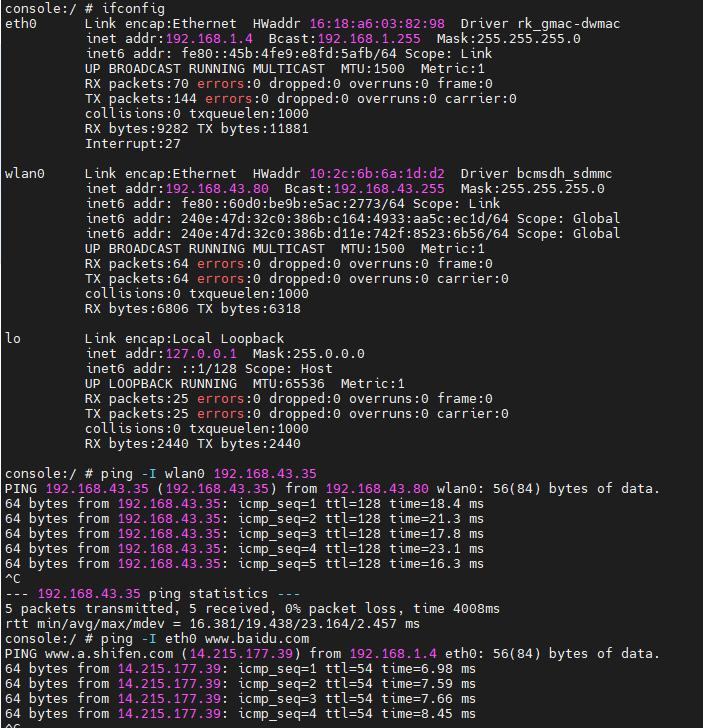 console:/ # ifconfig
eth0      Link encap:Ethernet  HWaddr 16:18:a6:03:82:98  Driver rk_gmac-dwmac
          inet addr:192.168.1.4  Bcast:192.168.1.255  Mask:255.255.255.0
          inet6 addr: fe80::45b:4fe9:e8fd:5afb/64 Scope: Link
          UP BROADCAST RUNNING MULTICAST  MTU:1500  Metric:1
          RX packets:70 errors:0 dropped:0 overruns:0 frame:0
          TX packets:144 errors:0 dropped:0 overruns:0 carrier:0
          collisions:0 txqueuelen:1000
          RX bytes:9282 TX bytes:11881
          Interrupt:27
wlan0     Link encap:Ethernet  HWaddr 10:2c:6b:6a:1d:d2  Driver bcmsdh_sdmmc
          inet addr:192.168.43.80  Bcast:192.168.43.255  Mask:255.255.255.0
          inet6 addr: fe80::60d0:be9b:e5ac:2773/64 Scope: Link
          inet6 addr: 240e:47d:32c0:386b:c164:4933:aa5c:ec1d/64 Scope: Global
          inet6 addr: 240e:47d:32c0:386b:d11e:742f:8523:6b56/64 Scope: Global
          UP BROADCAST RUNNING MULTICAST  MTU:1500  Metric:1
          RX packets:64 errors:0 dropped:0 overruns:0 frame:0
          TX packets:64 errors:0 dropped:0 overruns:0 carrier:0
          collisions:0 txqueuelen:1000
          RX bytes:6806 TX bytes:6318
lo        Link encap:Local Loopback
          inet addr:127.0.0.1  Mask:255.0.0.0
          inet6 addr: ::1/128 Scope: Host
          UP LOOPBACK RUNNING  MTU:65536  Metric:1
          RX packets:25 errors:0 dropped:0 overruns:0 frame:0
          TX packets:25 errors:0 dropped:0 overruns:0 carrier:0
          collisions:0 txqueuelen:1000
          RX bytes:2440 TX bytes:2440
console:/ # ping -I wlan0 192.168.43.35
PING 192.168.43.35 (192.168.43.35) from 192.168.43.80 wlan0: 56(84) bytes of data.
64 bytes from 192.168.43.35: icmp_seq=1 ttl=128 time=18.4 ms
64 bytes from 192.168.43.35: icmp_seq=2 ttl=128 time=21.3 ms
64 bytes from 192.168.43.35: icmp_seq=3 ttl=128 time=17.8 ms
64 bytes from 192.168.43.35: icmp_seq=4 ttl=128 time=23.1 ms
64 bytes from 192.168.43.35: icmp_seq=5 ttl=128 time=16.3 ms
^C
--- 192.168.43.35 ping statistics ---
5 packets transmitted, 5 received, 0% packet loss, time 4008ms
rtt min/avg/max/mdev = 16.381/19.438/23.164/2.457 ms
console:/ # ping -I eth0 www.baidu.com
PING www.a.shifen.com (14.215.177.39) from 192.168.1.4 eth0: 56(84) bytes of data.
64 bytes from 14.215.177.39: icmp_seq=1 ttl=54 time=6.98 ms
64 bytes from 14.215.177.39: icmp_seq=2 ttl=54 time=7.59 ms
64 bytes from 14.215.177.39: icmp_seq=3 ttl=54 time=7.66 ms
64 bytes from 14.215.177.39: icmp_seq=4 ttl=54 time=8.45 ms
^C